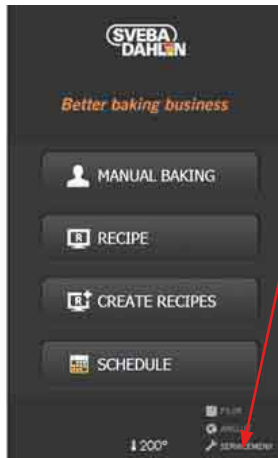 SVEBA
DAHLEN
Better baking business
MANUAL BAKING
R RECIPE
R CREATE RECIPES
SCHEDULE
200°
SERVICEMENY